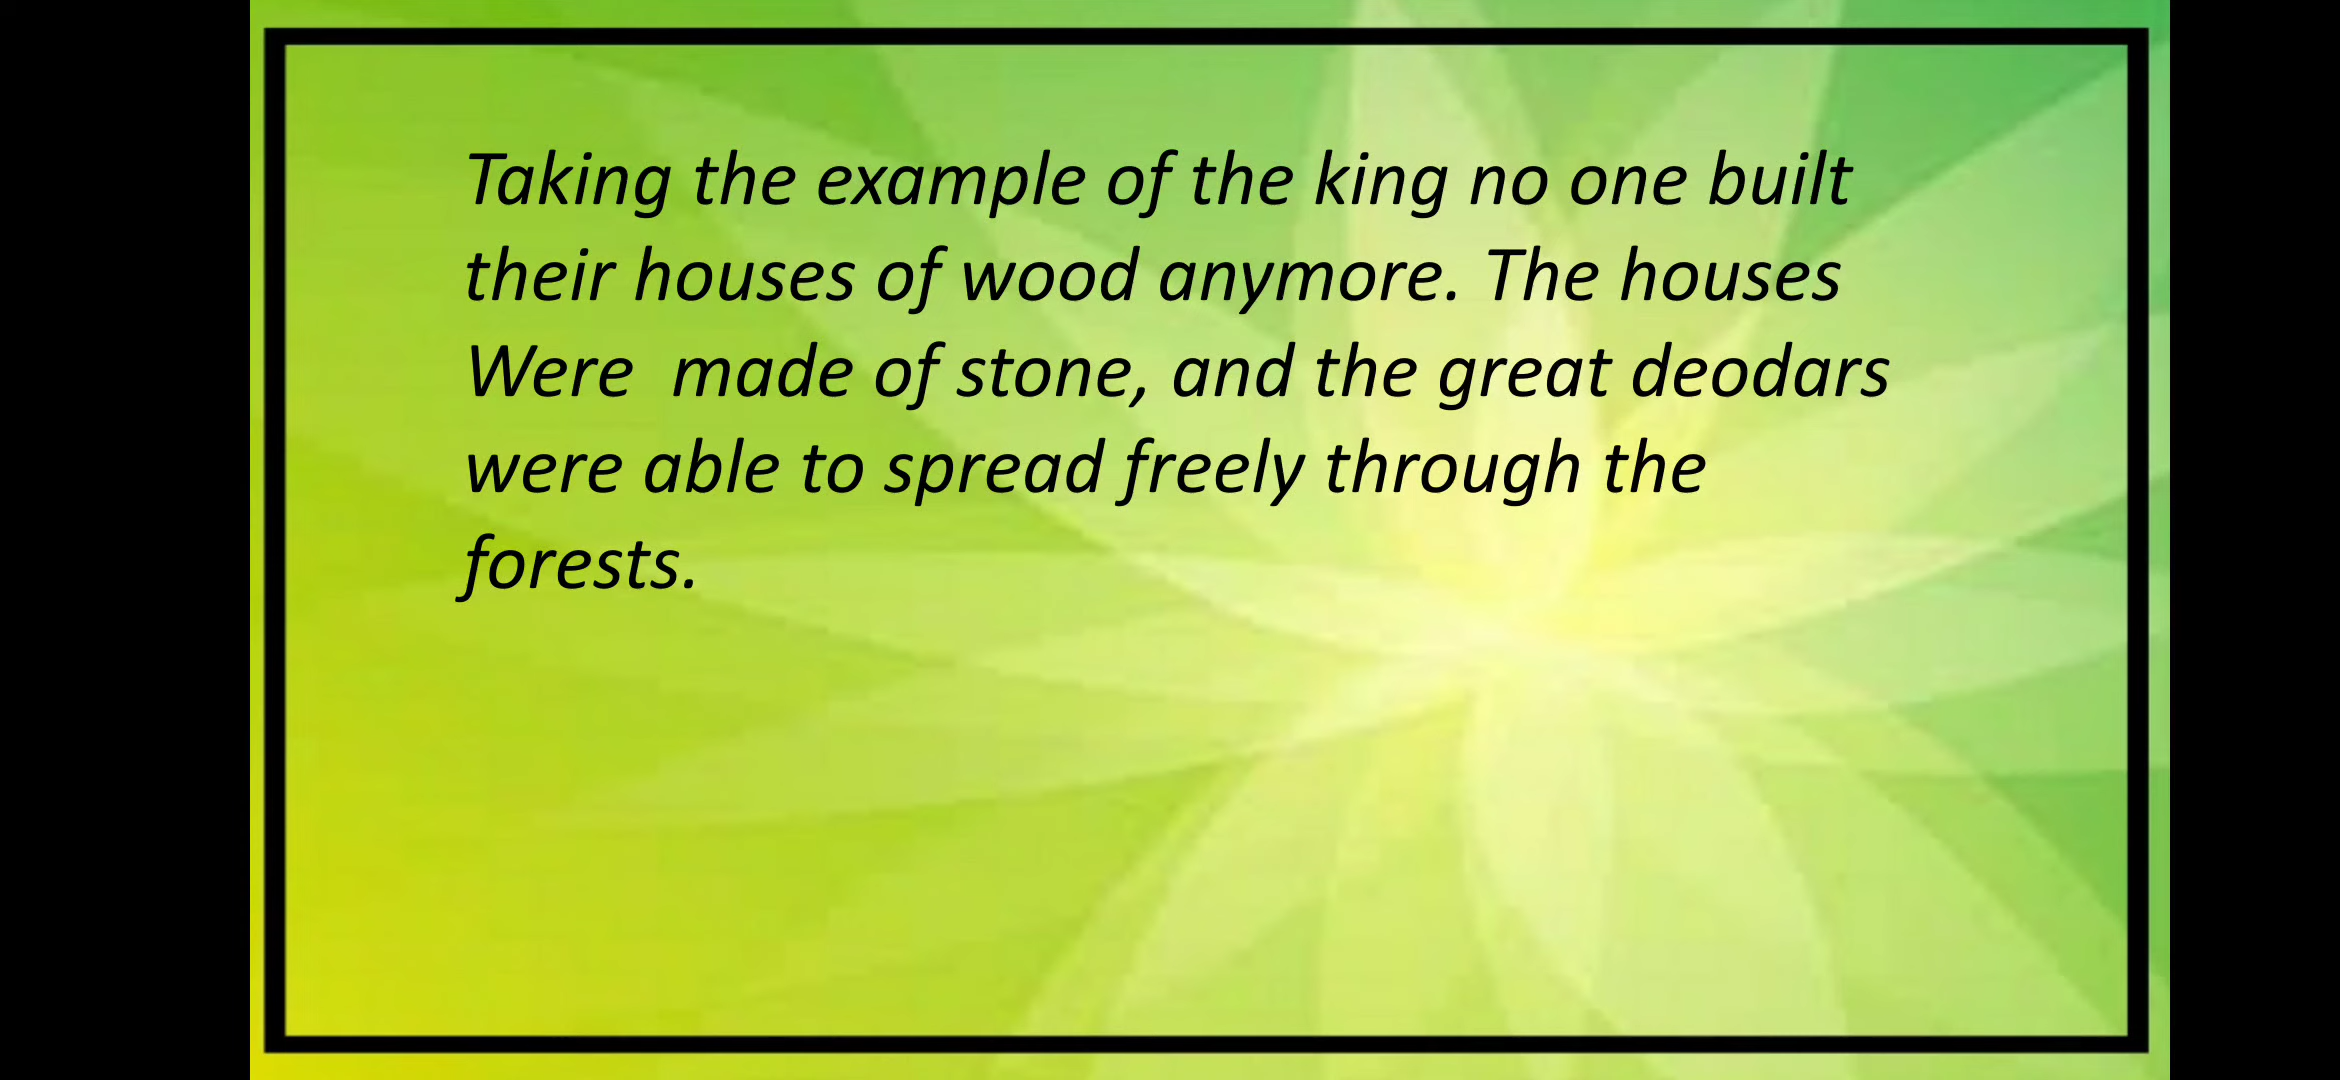 Taking the example of the king no one built
their houses of wood anymore. The houses
Were  made of stone, and the great deodars
were able to spread freely through the
forests.